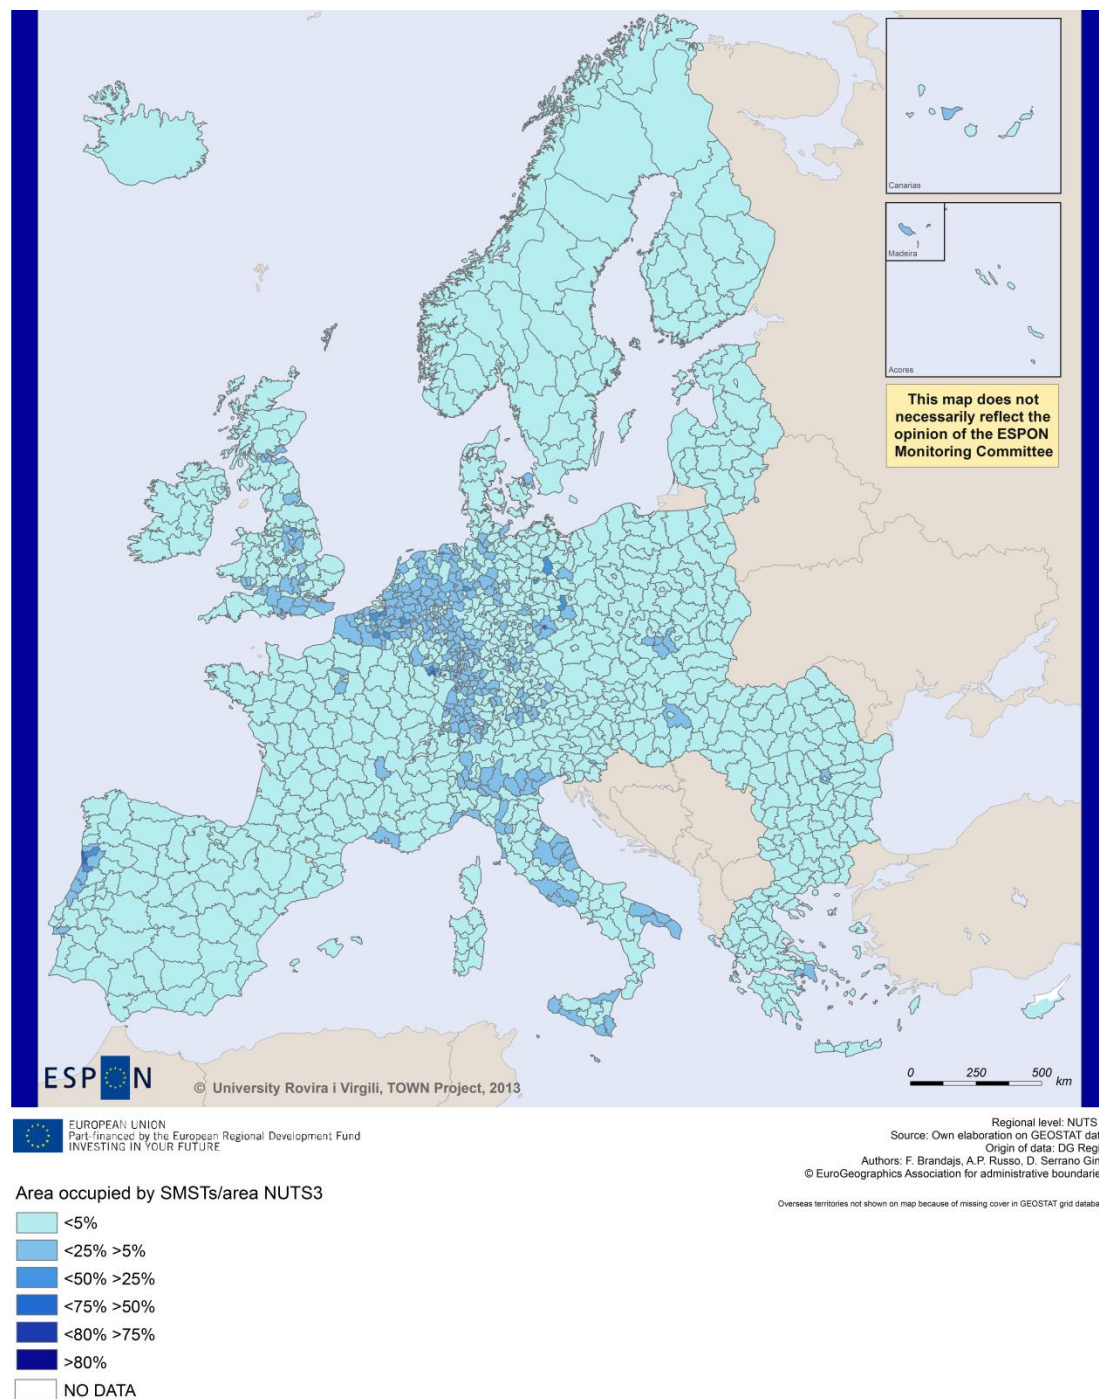 Canarias
Madeira
Acores
This map does not
necessarily reflect the
opinion of the ESPON
Monitoring Committee
ESPON
© University Rovira i Virgili, TOWN Project, 2013
0 250 500
km
EUROPEAN UNION
Part-financed by the European Regional Development Fund
INVESTING IN YOUR FUTURE
Regional level: NUTS
Source: Own elaboration on GEOSTAT dat
Origin of data: DG Regi
Authors: F. Brandajs, A.P. Russo, D. Serrano Gin
© EuroGeographics Association for administrative boundarie
Overseas territories not shown on map because of missing cover in GEOSTAT grid databa
Area occupied by SMSTs/area NUTS3
<5%
<25% >5%
<50% >25%
<75% >50%
<80% >75%
>80%
NO DATA